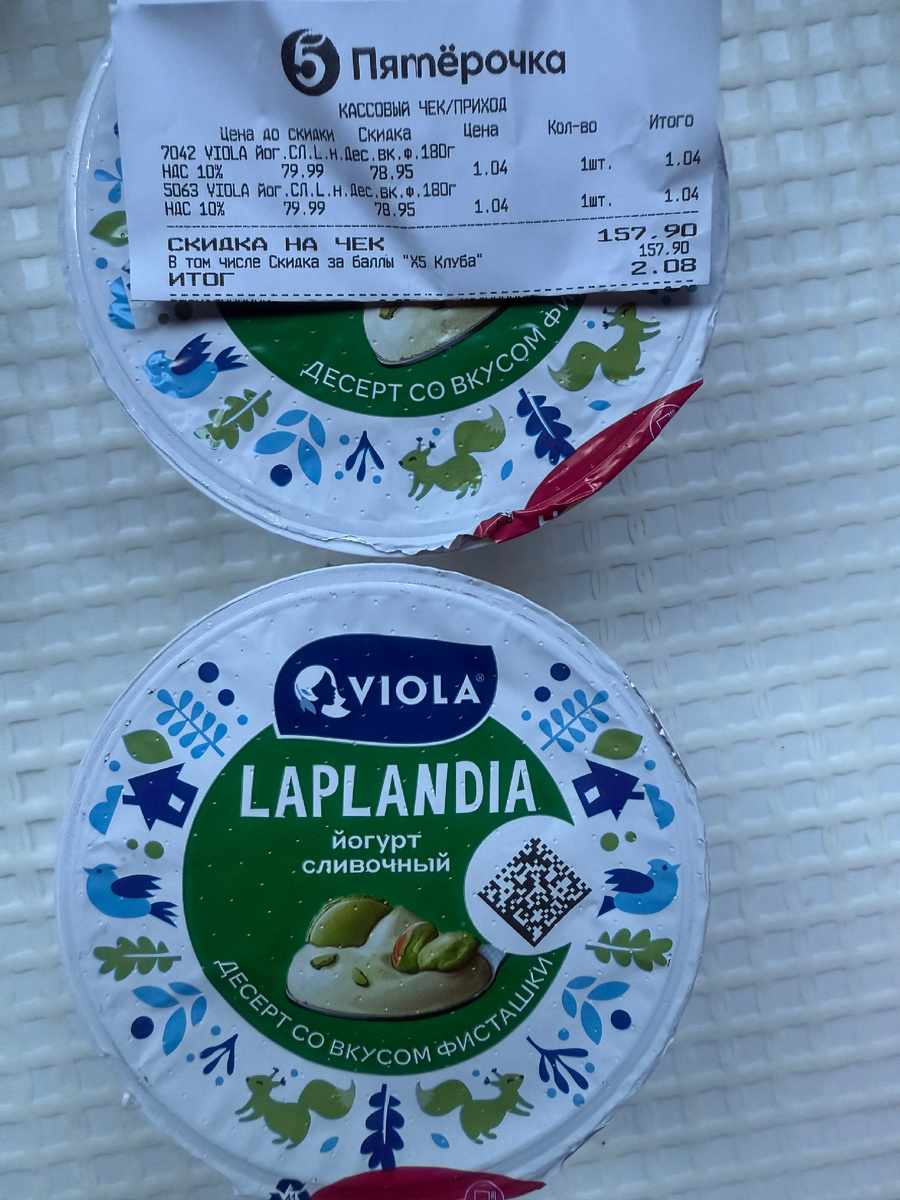 5 Пятёрочка
КАССОВЫЙ ЧЕК/ПРИХОД
Цена до скидки Скидка Цена Кол-во Итого
7042 VIOLA Йог.СЛ.L.Н.Дес.вк.ф.180г
НДС 10% 79.99 78.95 1.04 1шт. 1.04
5063 VIOLA Йог.СЛ.L.Н.Дес.вк.ф.180г
НДС 10% 79.99 78.95 1.04 1шт. 1.04
СКИДКА НА ЧЕК 157.90
В том числе Скидка за баллы "X5 Клуба" 157.90
ИТОГ 2.08
ДЕСЕРТ СО ВКУСОМ
VIOLA®
LAPLANDIA
йогурт
сливочный
ДЕСЕРТ СО ВКУСОМ ФИСТАШКИ
41